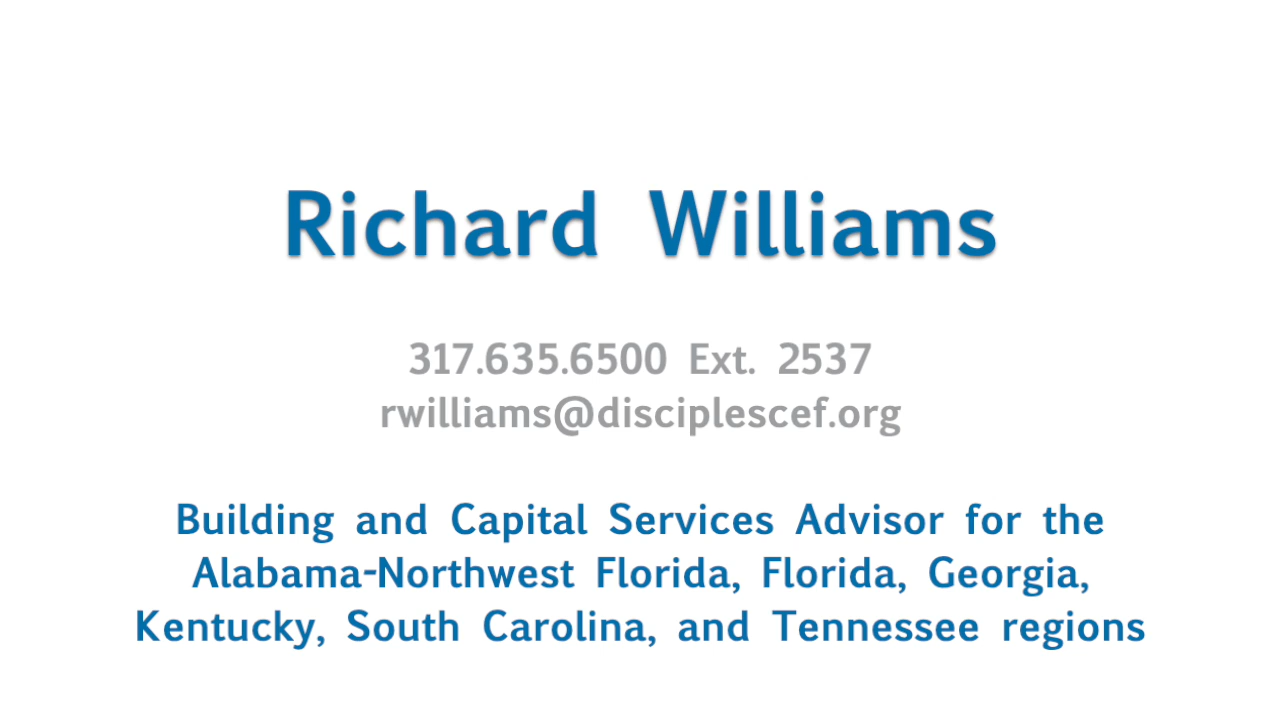 Richard Williams
317.635.6500 Ext. 2537
rwilliams@disciplescef.org
Building and Capital Services Advisor for the
Alabama-Northwest Florida, Florida, Georgia,
Kentucky, South Carolina, and Tennessee regions